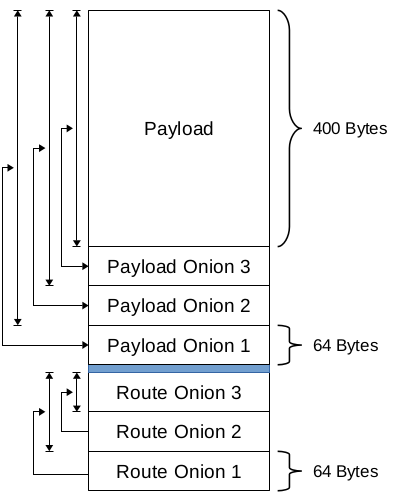 Payload
400 Bytes
Payload Onion 3
Payload Onion 2
Payload Onion 1
64 Bytes
Route Onion 3
Route Onion 2
Route Onion 1
64 Bytes